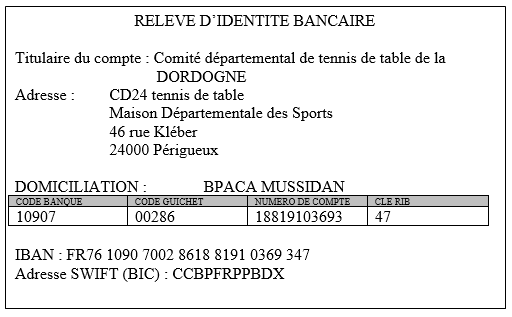 RELEVE D'IDENTITE BANCAIRE
Titulaire du compte : Comité départemental de tennis de table de la
DORDOGNE
Adresse : CD24 tennis de table
Maison Départementale des Sports
46 rue Kléber
24000 Périgueux
DOMICILIATION : BPACA MUSSIDAN
CODE BANQUE CODE GUICHET NUMERO DE COMPTE CLE RIB
10907 00286 18819103693 47
IBAN : FR76 1090 7002 8618 8191 0369 347
Adresse SWIFT (BIC) : CCBPFRPPBDX